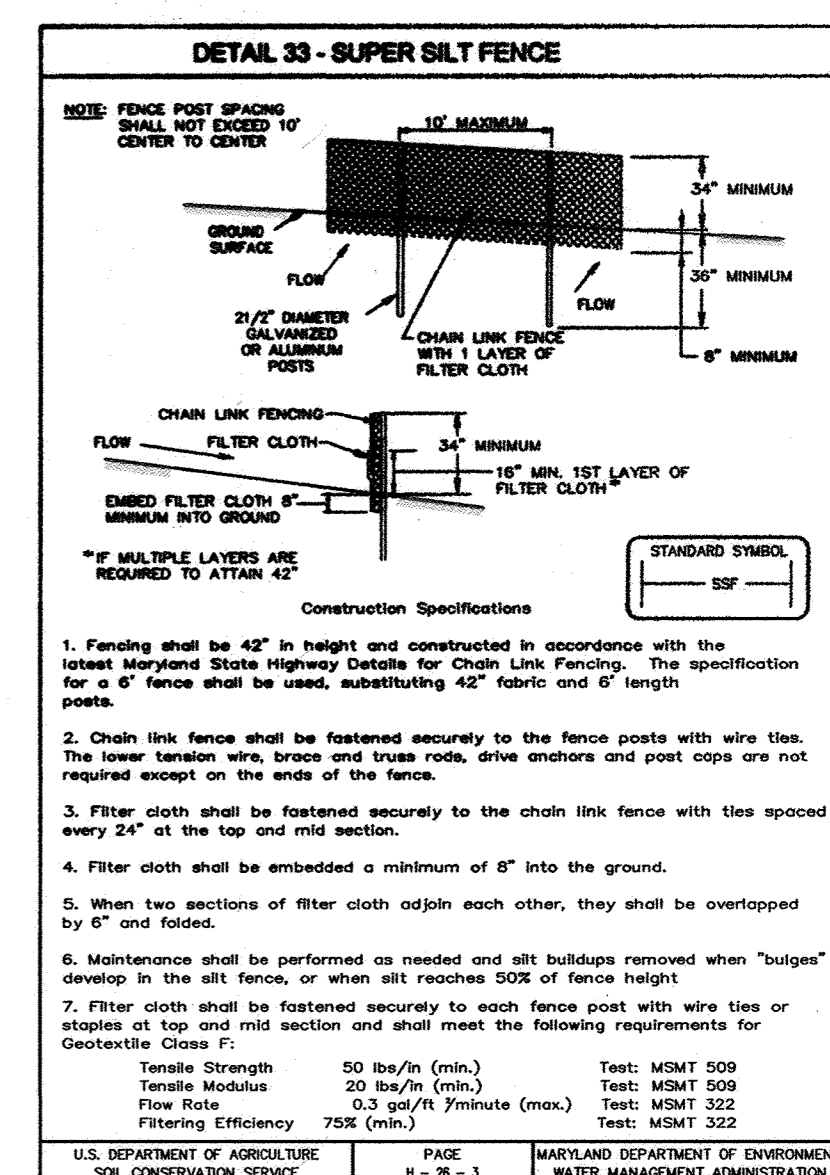 DETAIL 33 - SUPER SILT FENCE
NOTE: FENCE POST SPACING
SHALL NOT EXCEED 10'
CENTER TO CENTER
10' MAXIMUM
34" MINIMUM
GROUND
SURFACE
36" MINIMUM
FLOW
FLOW
21/2" DIAMETER
GALVANIZED
OR ALUMINUM
POSTS
CHAIN LINK FENCE
WITH 1 LAYER OF
FILTER CLOTH
8" MINIMUM
CHAIN LINK FENCING
FLOW
FILTER CLOTH
34" MINIMUM
16" MIN. 1ST LAYER OF
FILTER CLOTH*
EMBED FILTER CLOTH 8"
MINIMUM INTO GROUND
*IF MULTIPLE LAYERS ARE
REQUIRED TO ATTAIN 42"
STANDARD SYMBOL
SSF
Construction Specifications
1. Fencing shall be 42" in height and constructed in accordance with the
latest Maryland State Highway Details for Chain Link Fencing. The specification
for a 6' fence shall be used, substituting 42" fabric and 6' length
posts.
2. Chain link fence shall be fastened securely to the fence posts with wire ties.
The lower tension wire, brace and truss rods, drive anchors and post caps are not
required except on the ends of the fence.
3. Filter cloth shall be fastened securely to the chain link fence with ties spaced
every 24" at the top and mid section.
4. Filter cloth shall be embedded a minimum of 8" into the ground.
5. When two sections of filter cloth adjoin each other, they shall be overlapped
by 6" and folded.
6. Maintenance shall be performed as needed and silt buildups removed when "bulges"
develop in the silt fence, or when silt reaches 50% of fence height
7. Filter cloth shall be fastened securely to each fence post with wire ties or
staples at top and mid section and shall meet the following requirements for
Geotextile Class F:
Tensile Strength 50 lbs/in (min.) Test: MSMT 509
Tensile Modulus 20 lbs/in (min.) Test: MSMT 509
Flow Rate 0.3 gal/ft /minute (max.) Test: MSMT 322
Filtering Efficiency 75% (min.) Test: MSMT 322
U.S. DEPARTMENT OF AGRICULTURE
SOIL CONSERVATION SERVICE
PAGE
H - 26 - 3
MARYLAND DEPARTMENT OF ENVIRONMEN
WATER MANAGEMENT ADMINISTRATION